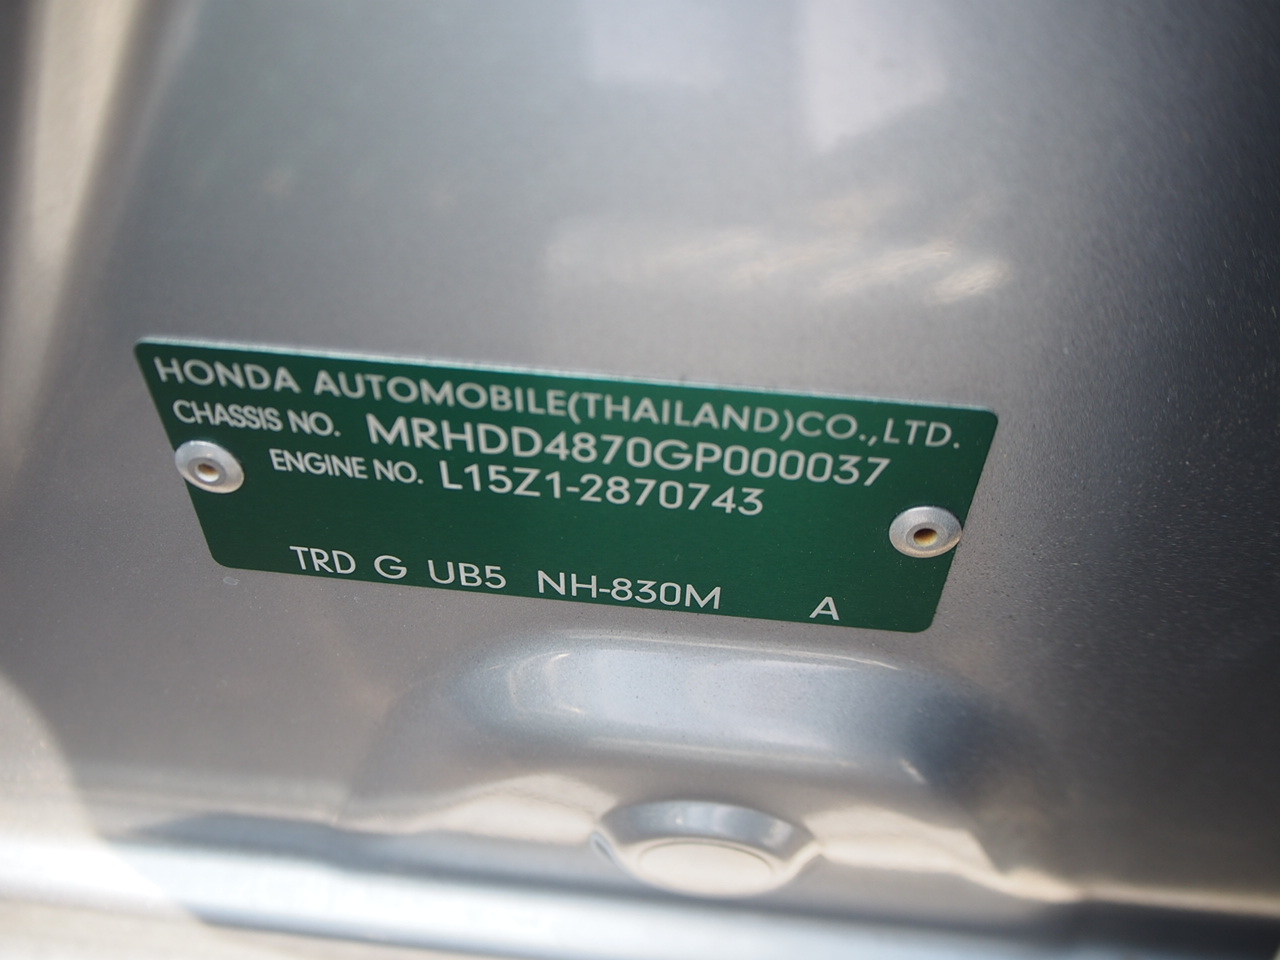 HONDA AUTOMOBILE(THAILAND)CO.,LTD.
CHASSIS NO. MRHDD4870GP000037
ENGINE NO. L15Z1-2870743
TRD G UB5 NH-830M A